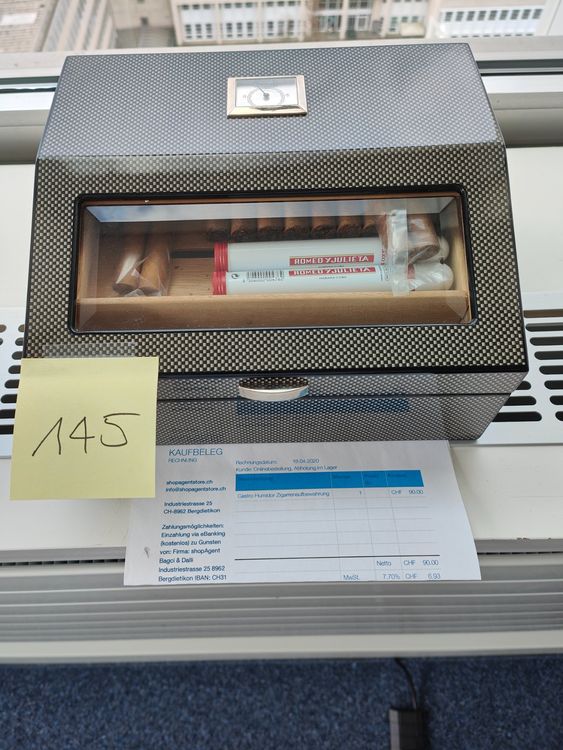 ROMEO Y JULIETA
ROMEO Y JULIETA
145
KAUFBELEG
RECHNUNG
Rechnungsdatum: 19.04.2020
Kunde: Onlinebestellung, Abholung im Lager
shopagentstore.ch
info@shopagentstore.ch
Industriestrasse 25
CH-8962 Bergdietikon
Castro Humidor Zigarrenaufbewahrung 1 CHF 90.00
Zahlungsmöglichkeiten:
Einzahlung via eBanking
(kostenlos) zu Gunsten
von: Firma: shopAgent
Bagci & Dalli
Industriestrasse 25 8962
Bergdietikon IBAN: CH31
Netto CHF 90.00
MwSt. 7,70% CHF 6.93